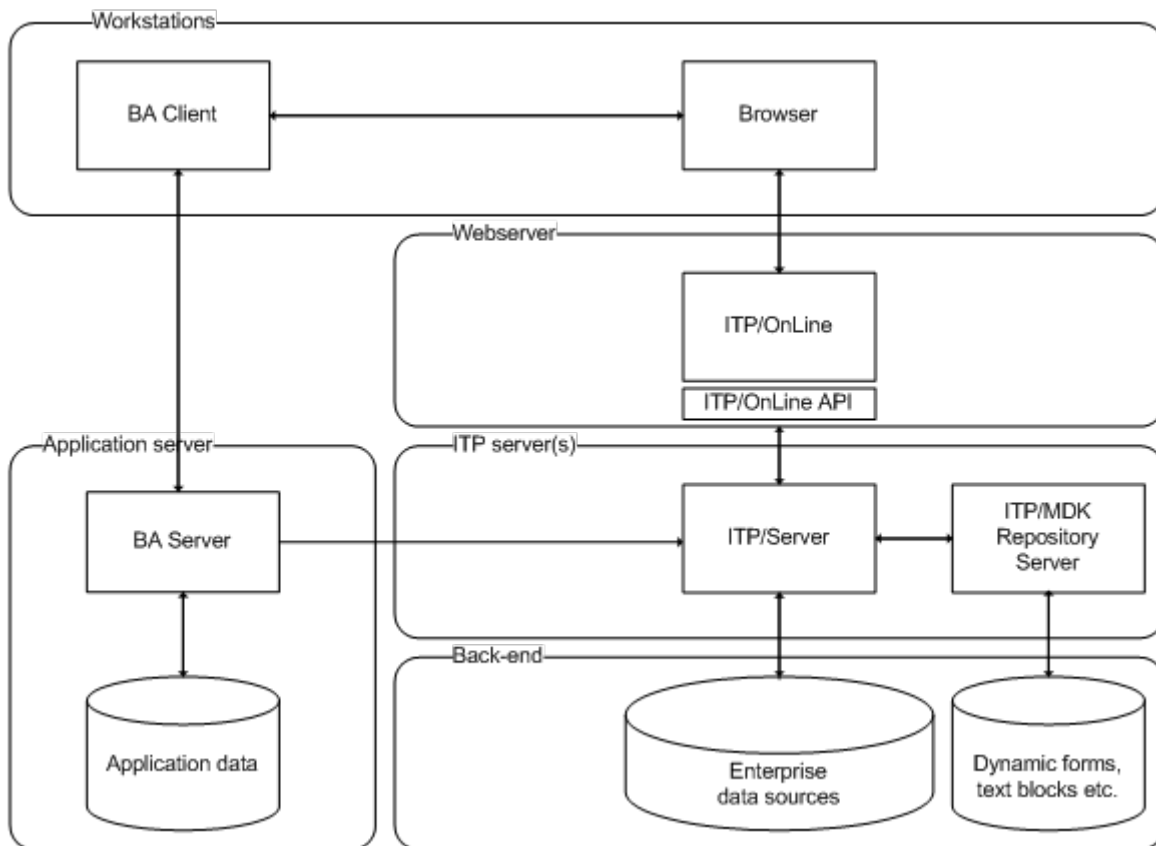 Workstations
BA Client
Browser
Webserver
ITP/OnLine
ITP/OnLine API
Application server
ITP server(s)
BA Server
ITP/Server
ITP/MDK
Repository
Server
Back-end
Application data
Enterprise
data sources
Dynamic forms,
text blocks etc.